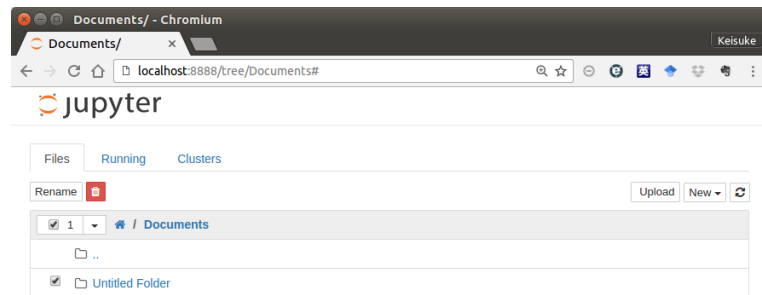 Documents/ - Chromium
Documents/ ×
Keisuke
localhost:8888/tree/Documents#
英
jupyter
Files Running Clusters
Rename Upload New
1 / Documents
..
Untitled Folder